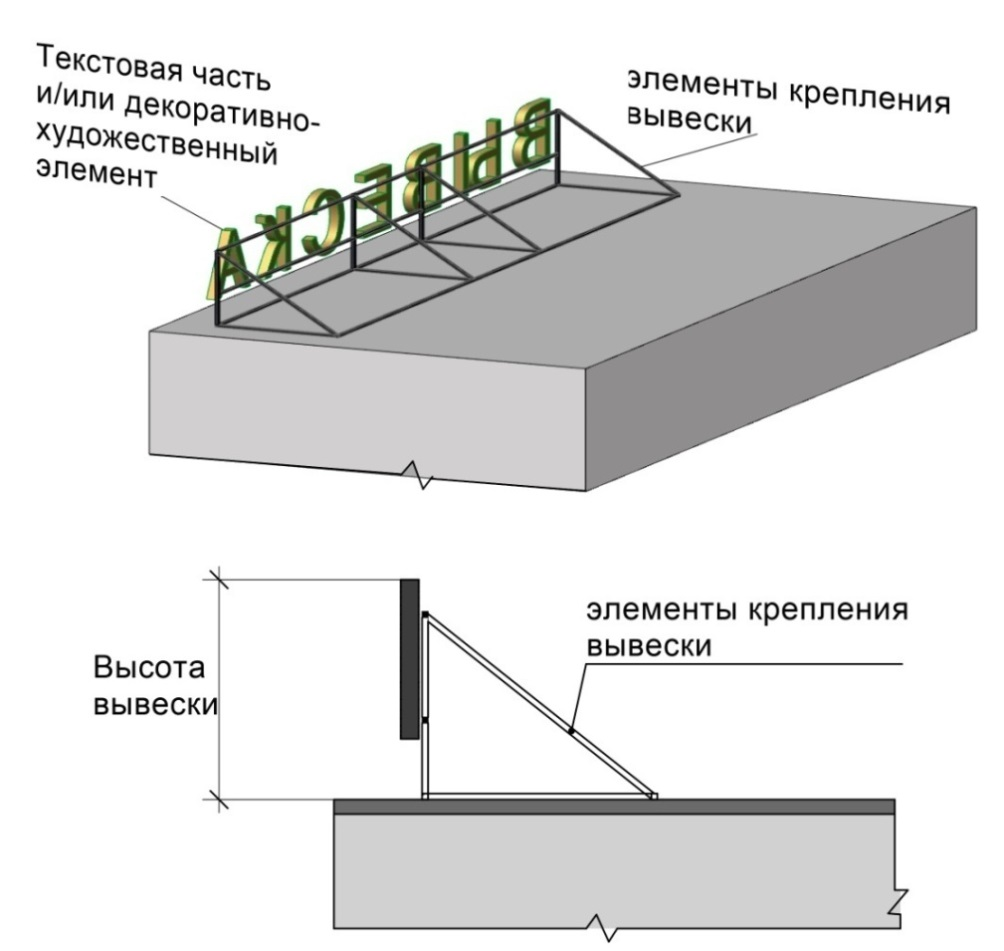 Текстовая часть
и/или декоративно-
художественный
элемент
элементы крепления
вывески
ВЫВЕСКА
элементы крепления
вывески
Высота
вывески